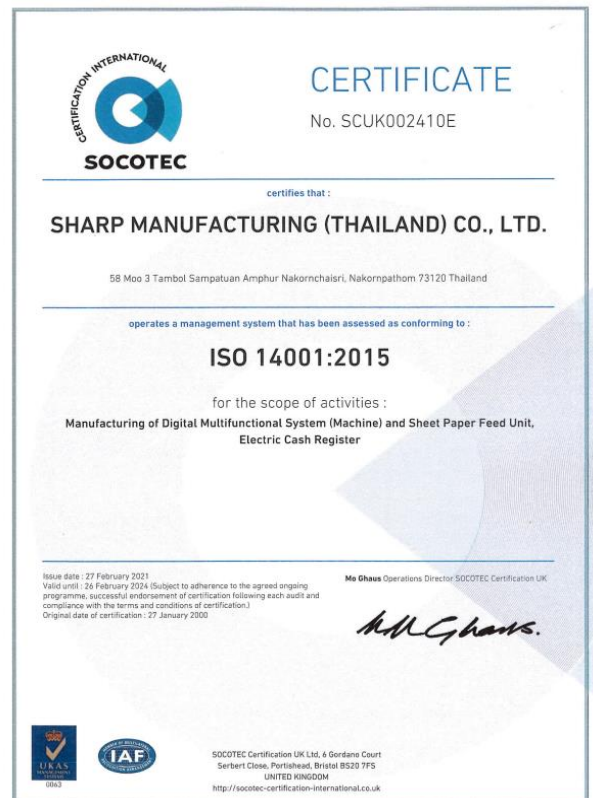 CERTIFICATION INTERNATIONAL
SOCOTEC
CERTIFICATE
No. SCUK002410E
certifies that :
SHARP MANUFACTURING (THAILAND) CO., LTD.
58 Moo 3 Tambol Sampatuan Amphur Nakornchaisri, Nakornpathom 73120 Thailand
operates a management system that has been assessed as conforming to :
ISO 14001:2015
for the scope of activities :
Manufacturing of Digital Multifunctional System (Machine) and Sheet Paper Feed Unit,
Electric Cash Register
Issue date : 27 February 2021
Valid until : 26 February 2024 (Subject to adherence to the agreed ongoing
programme, successful endorsement of certification following each audit and
compliance with the terms and conditions of certification.)
Original date of certification : 27 January 2000
Mo Ghaus Operations Director SOCOTEC Certification UK
UKAS
MANAGEMENT
SYSTEMS
0063
IAF
SOCOTEC Certification UK Ltd, 6 Gordano Court
Serbert Close, Portishead, Bristol BS20 7FS
UNITED KINGDOM
http://socotec-certification-international.co.uk